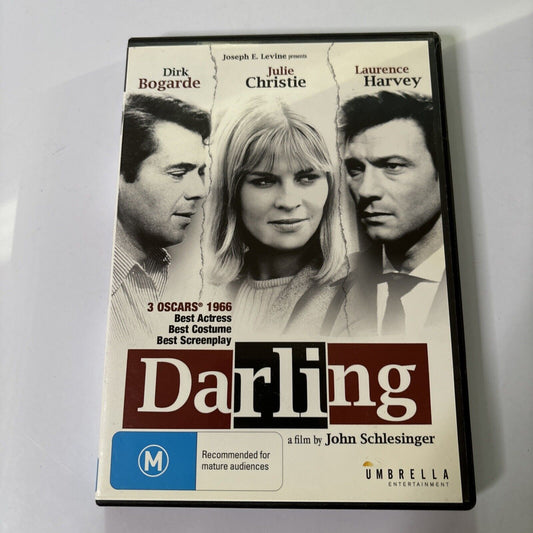 Joseph E. Levine presents
Dirk Bogarde
Julie Christie
Laurence Harvey
3 OSCARS® 1966
Best Actress
Best Costume
Best Screenplay
Darling
a film by John Schlesinger
M
Recommended for
mature audiences
UMBRELLA
ENTERTAINMENT